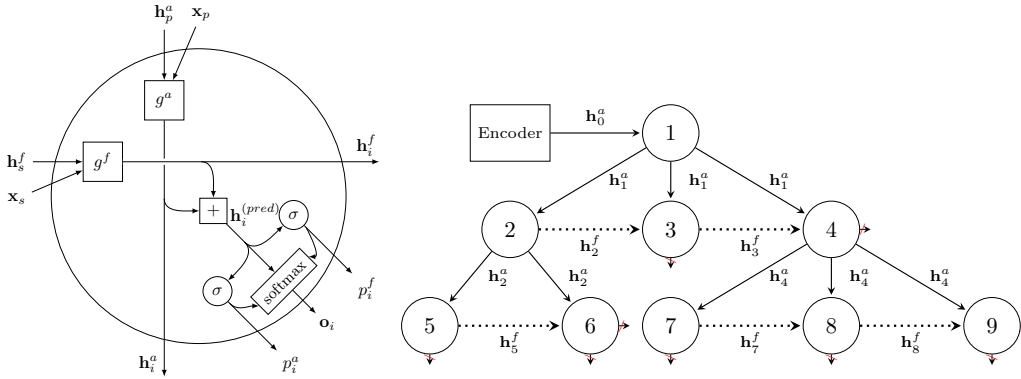 h_p^a x_p
g^a
h_s^f g^f h_i^f
x_s
+ h_i^{(pred)} σ
σ softmax p_i^f
o_i
h_i^a p_i^a
Encoder h_0^a 1
h_1^a h_1^a h_1^a
2 h_2^f 3 h_3^f 4
h_2^a h_2^a h_4^a h_4^a h_4^a
5 h_5^f 6 7 h_7^f 8 h_8^f 9